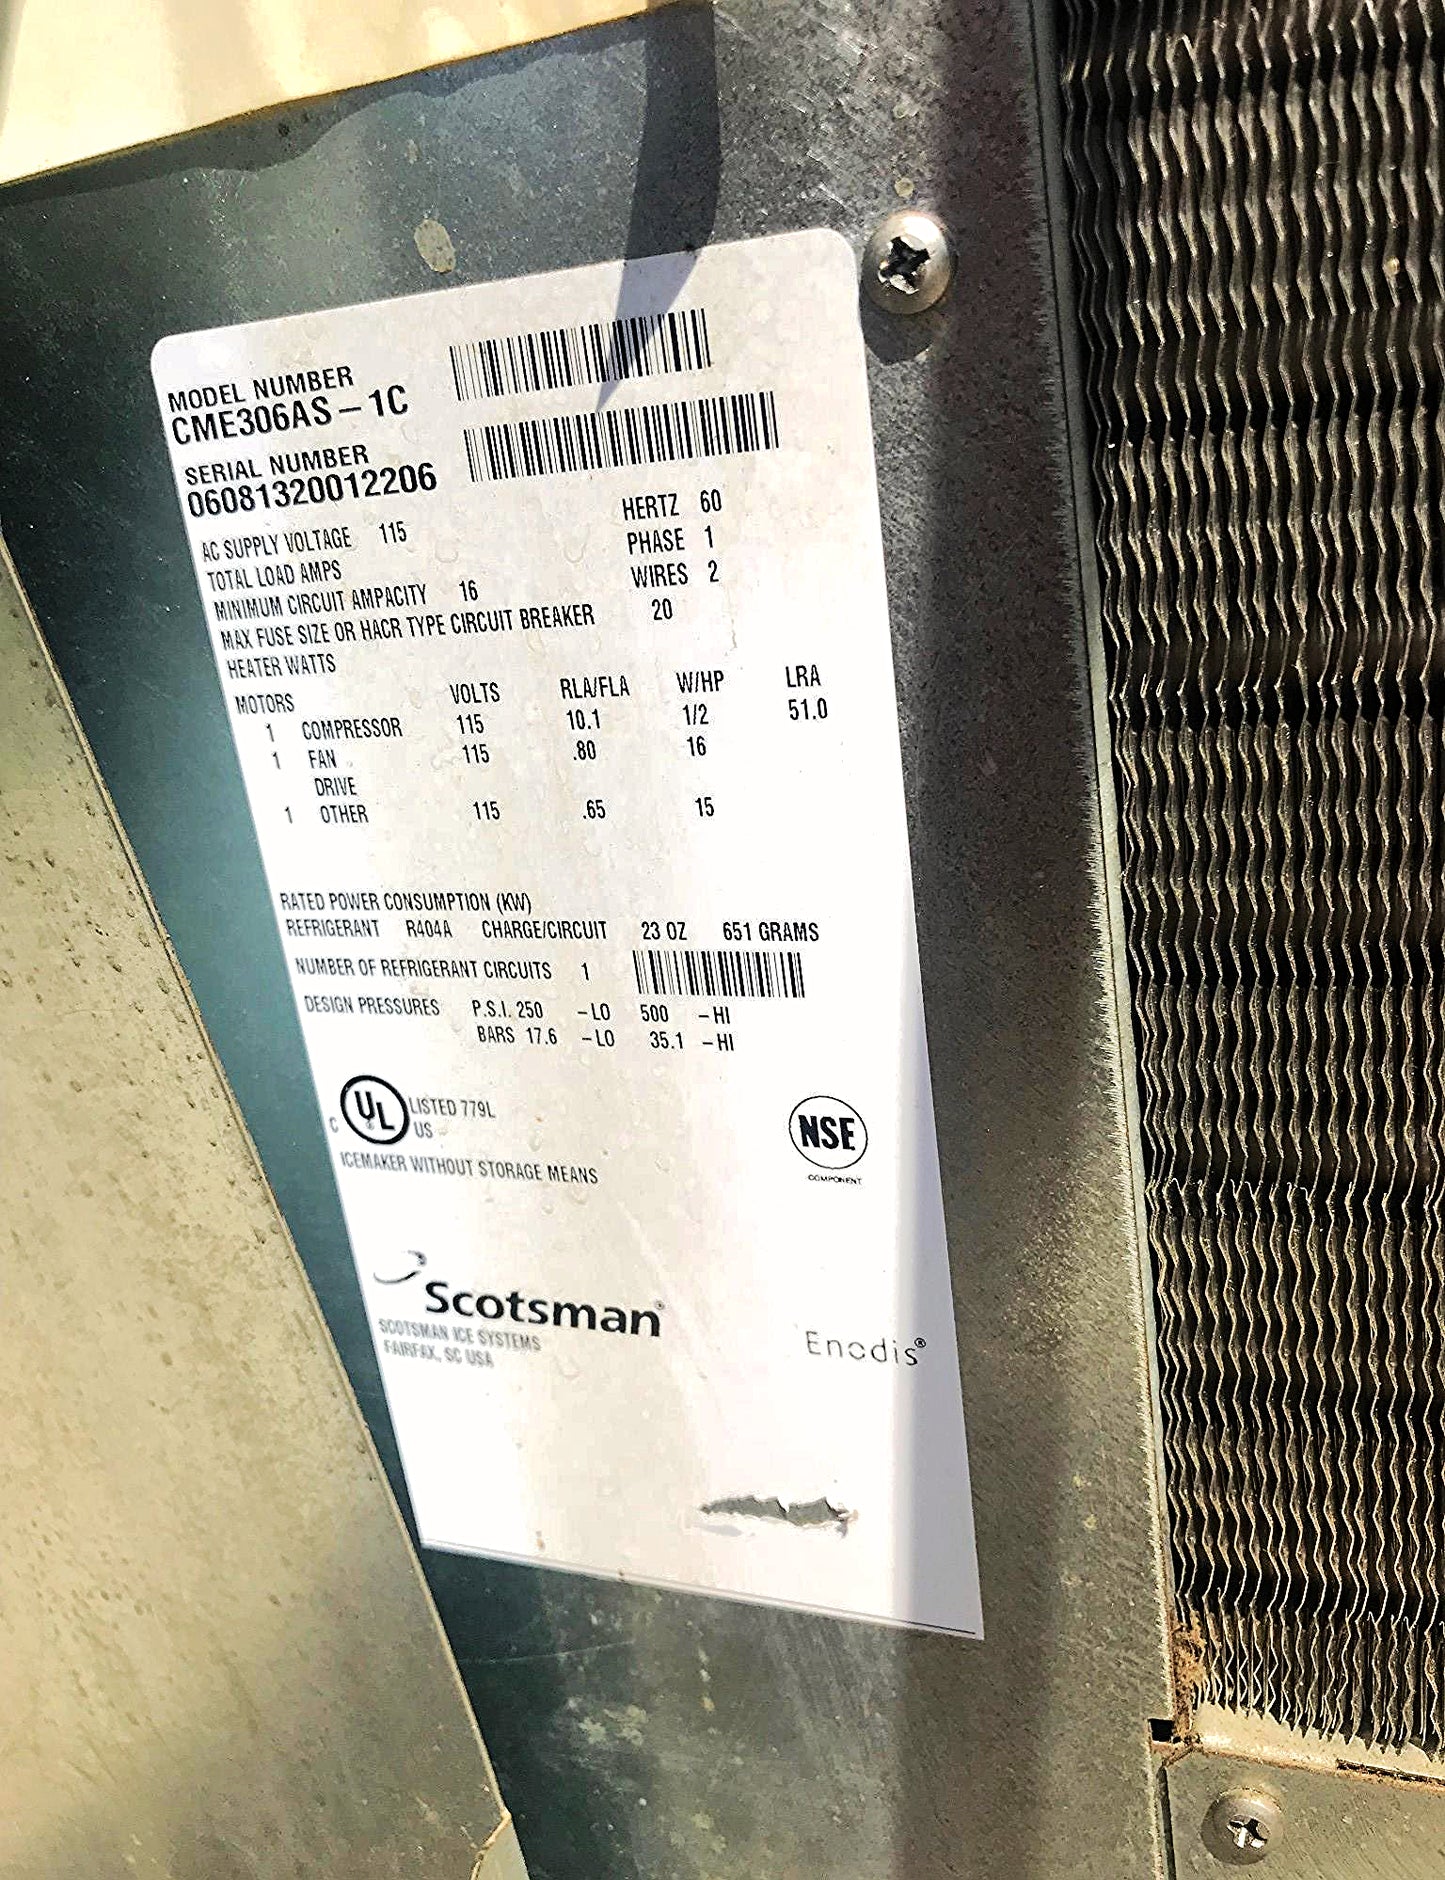 MODEL NUMBER
CME306AS – 1C
SERIAL NUMBER
06081320012206
AC SUPPLY VOLTAGE 115 HERTZ 60
TOTAL LOAD AMPS PHASE 1
MINIMUM CIRCUIT AMPACITY 16 WIRES 2
MAX FUSE SIZE OR HACR TYPE CIRCUIT BREAKER 20
HEATER WATTS
MOTORS VOLTS RLA/FLA W/HP LRA
1 COMPRESSOR 115 10.1 1/2 51.0
1 FAN 115 .80 16
DRIVE
1 OTHER 115 .65 15
RATED POWER CONSUMPTION (KW)
REFRIGERANT R404A CHARGE/CIRCUIT 23 OZ 651 GRAMS
NUMBER OF REFRIGERANT CIRCUITS 1
DESIGN PRESSURES P.S.I. 250 – LO 500 – HI
BARS 17.6 – LO 35.1 – HI
C UL® LISTED 779L
US
NSE
COMPONENT
ICEMAKER WITHOUT STORAGE MEANS
Scotsman®
SCOTSMAN ICE SYSTEMS
FAIRFAX, SC USA
Enodis®